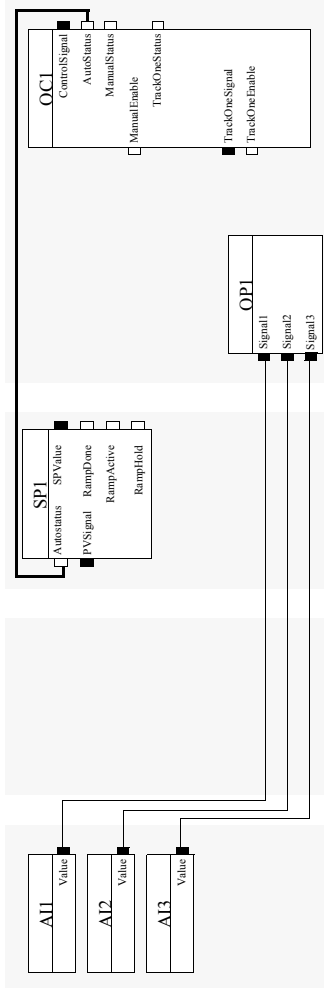 OC1
ControlSignal
AutoStatus
ManualStatus
ManualEnable
TrackOneStatus
TrackOneSignal
TrackOneEnable
OP1
Signal1
Signal2
Signal3
SP1
Autostatus
SPValue
PVSignal
RampDone
RampActive
RampHold
AI1
Value
AI2
Value
AI3
Value